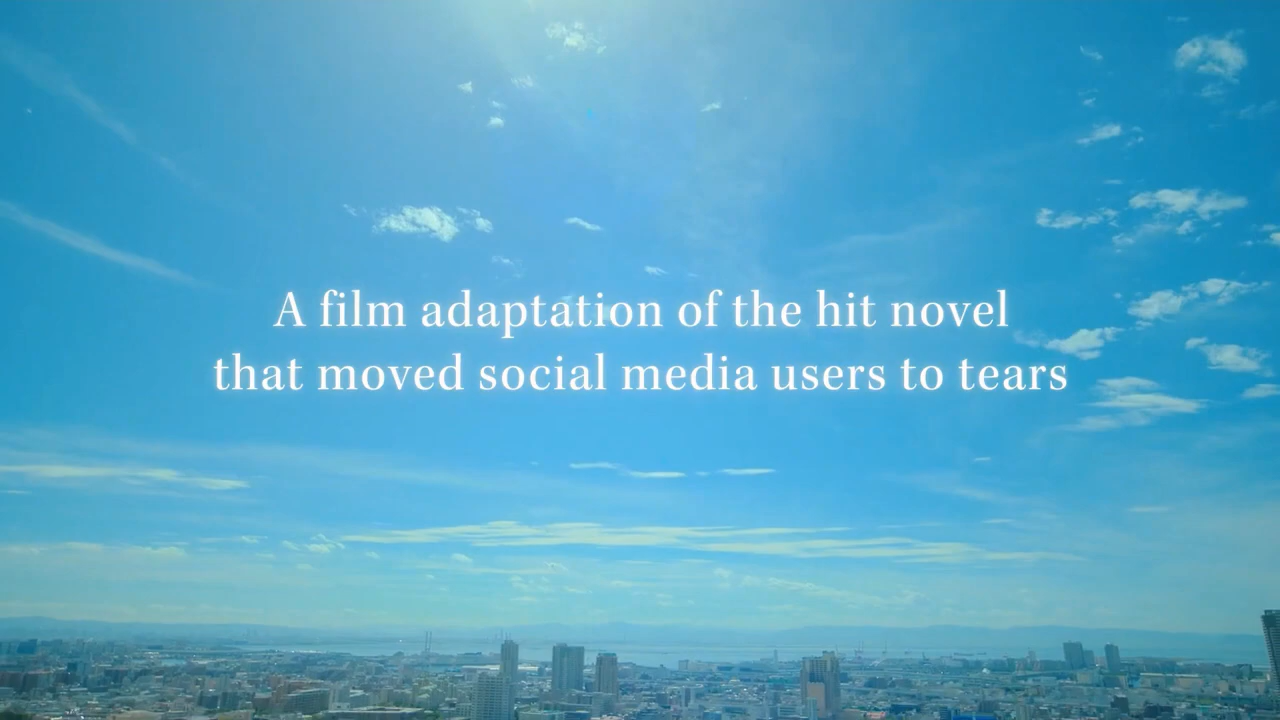 A film adaptation of the hit novel
that moved social media users to tears